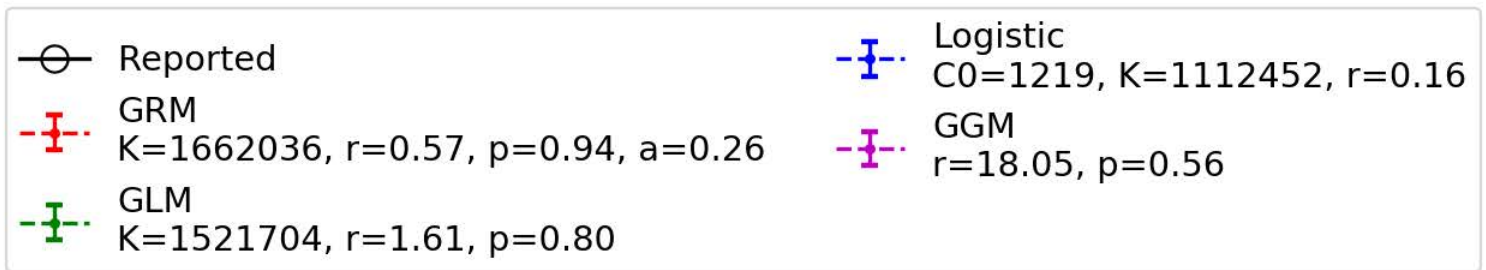 Reported
GRM
K=1662036, r=0.57, p=0.94, a=0.26
GLM
K=1521704, r=1.61, p=0.80
Logistic
C0=1219, K=1112452, r=0.16
GGM
r=18.05, p=0.56